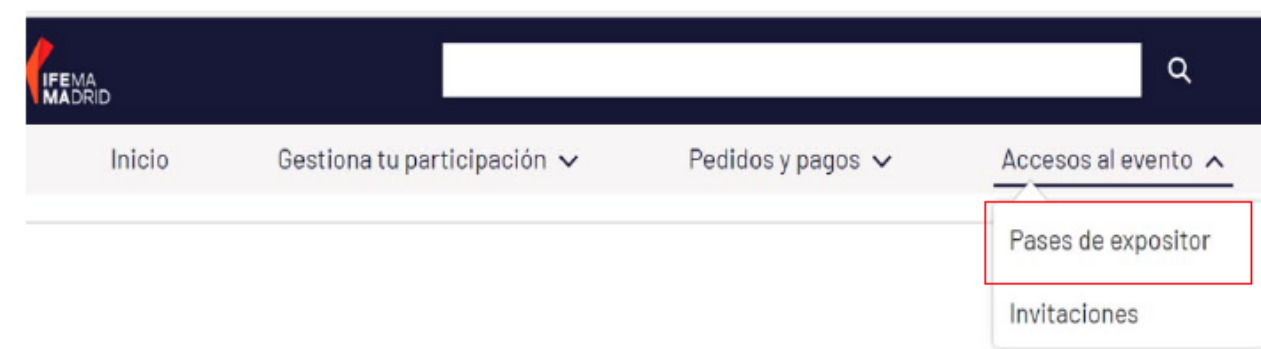 IFEMA
MADRID
Inicio
Gestiona tu participación
Pedidos y pagos
Accesos al evento
Pases de expositor
Invitaciones